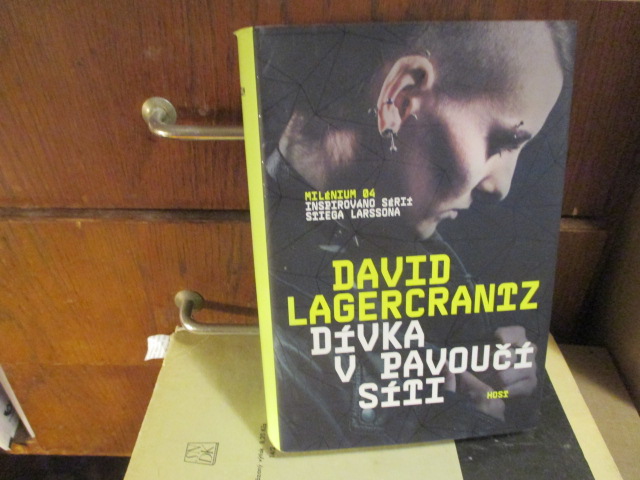 MILÉNIUM 04
INSPIROVÁNO SÉRIÍ
STIEGA LARSSONA
DAVID
LAGERCRANTZ
DÍVKA
V PAVOUČÍ
SÍTI
HOST